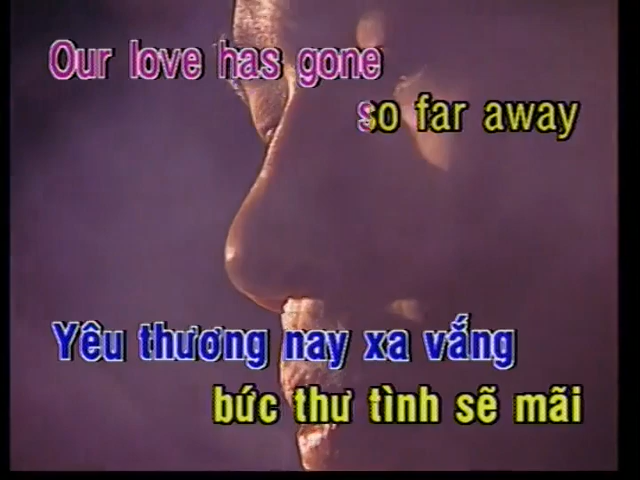 Our love has gone
so far away
Yêu thương nay xa vắng
bức thư tình sẽ mãi